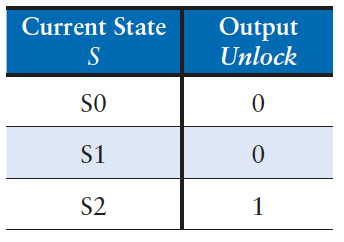 Current State Output
S Unlock
S0 0
S1 0
S2 1